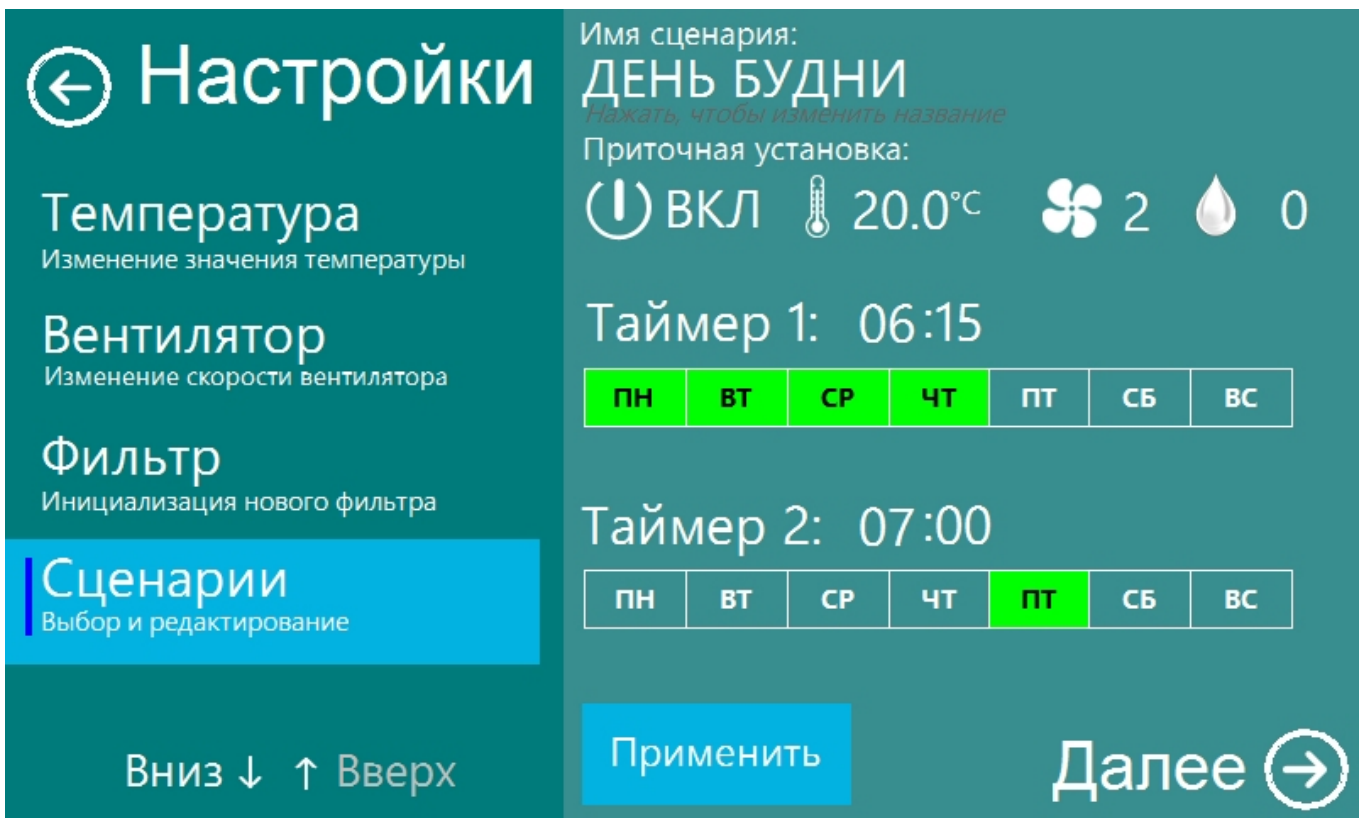 Настройки
Температура
Изменение значения температуры
Вентилятор
Изменение скорости вентилятора
Фильтр
Инициализация нового фильтра
Сценарии
Выбор и редактирование
Вниз ↓ ↑ Вверх
Имя сценария:
ДЕНЬ БУДНИ
Нажать, чтобы изменить название
Приточная установка:
ВКЛ 20.0°C 2 0
Таймер 1: 06:15
ПН ВТ СР ЧТ ПТ СБ ВС
Таймер 2: 07:00
ПН ВТ СР ЧТ ПТ СБ ВС
Применить
Далее